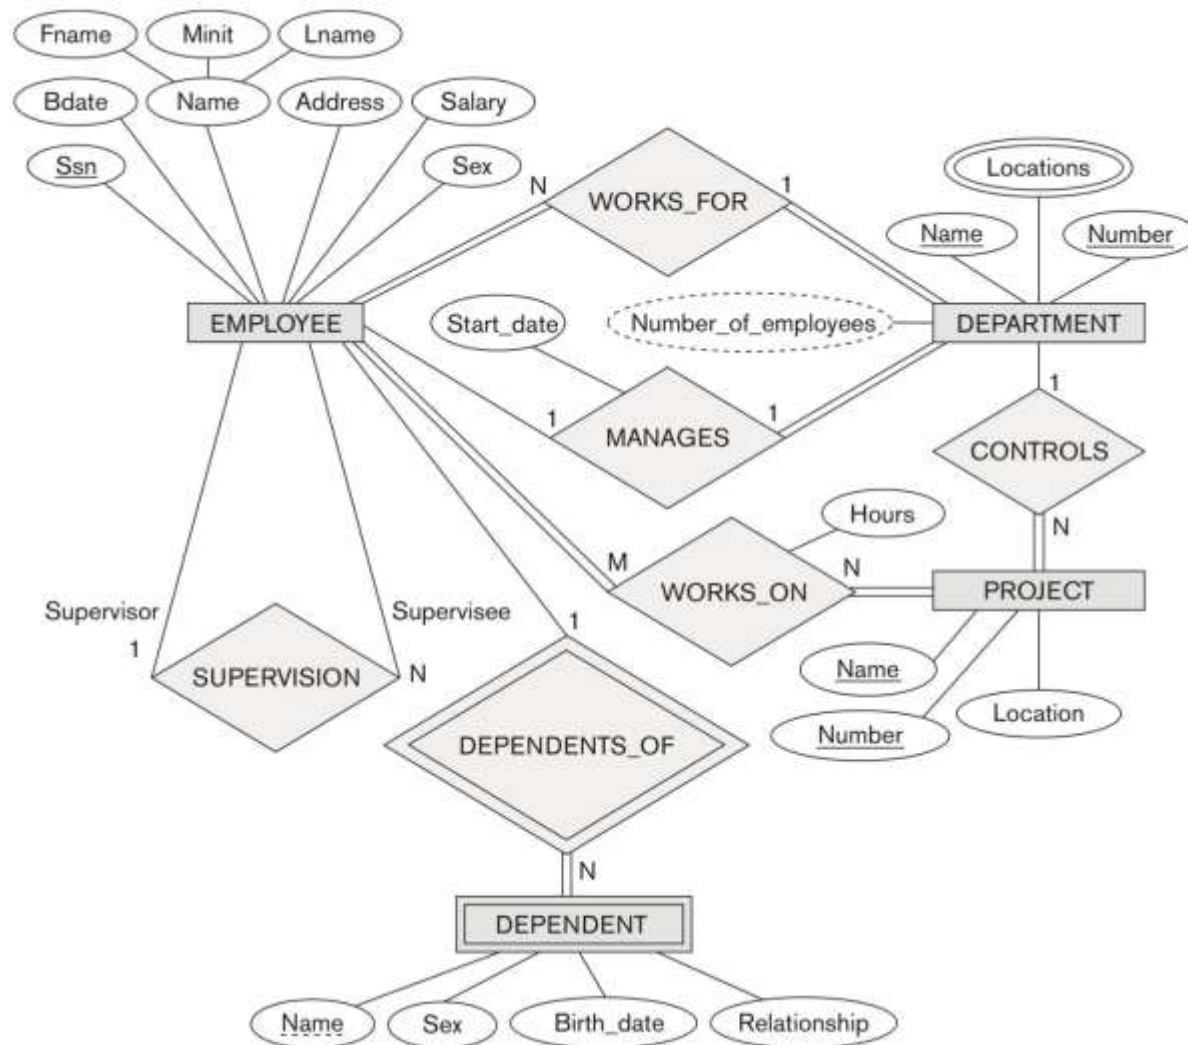 Fname
Minit
Lname
Bdate
Name
Address
Salary
Ssn
Sex
N
WORKS_FOR
1
Locations
Name
Number
EMPLOYEE
Start_date
Number_of_employees
DEPARTMENT
1
MANAGES
1
1
CONTROLS
N
Hours
M
WORKS_ON
N
PROJECT
Supervisor
1
Supervisee
N
SUPERVISION
1
Name
Number
Location
DEPENDENTS_OF
N
DEPENDENT
Name
Sex
Birth_date
Relationship